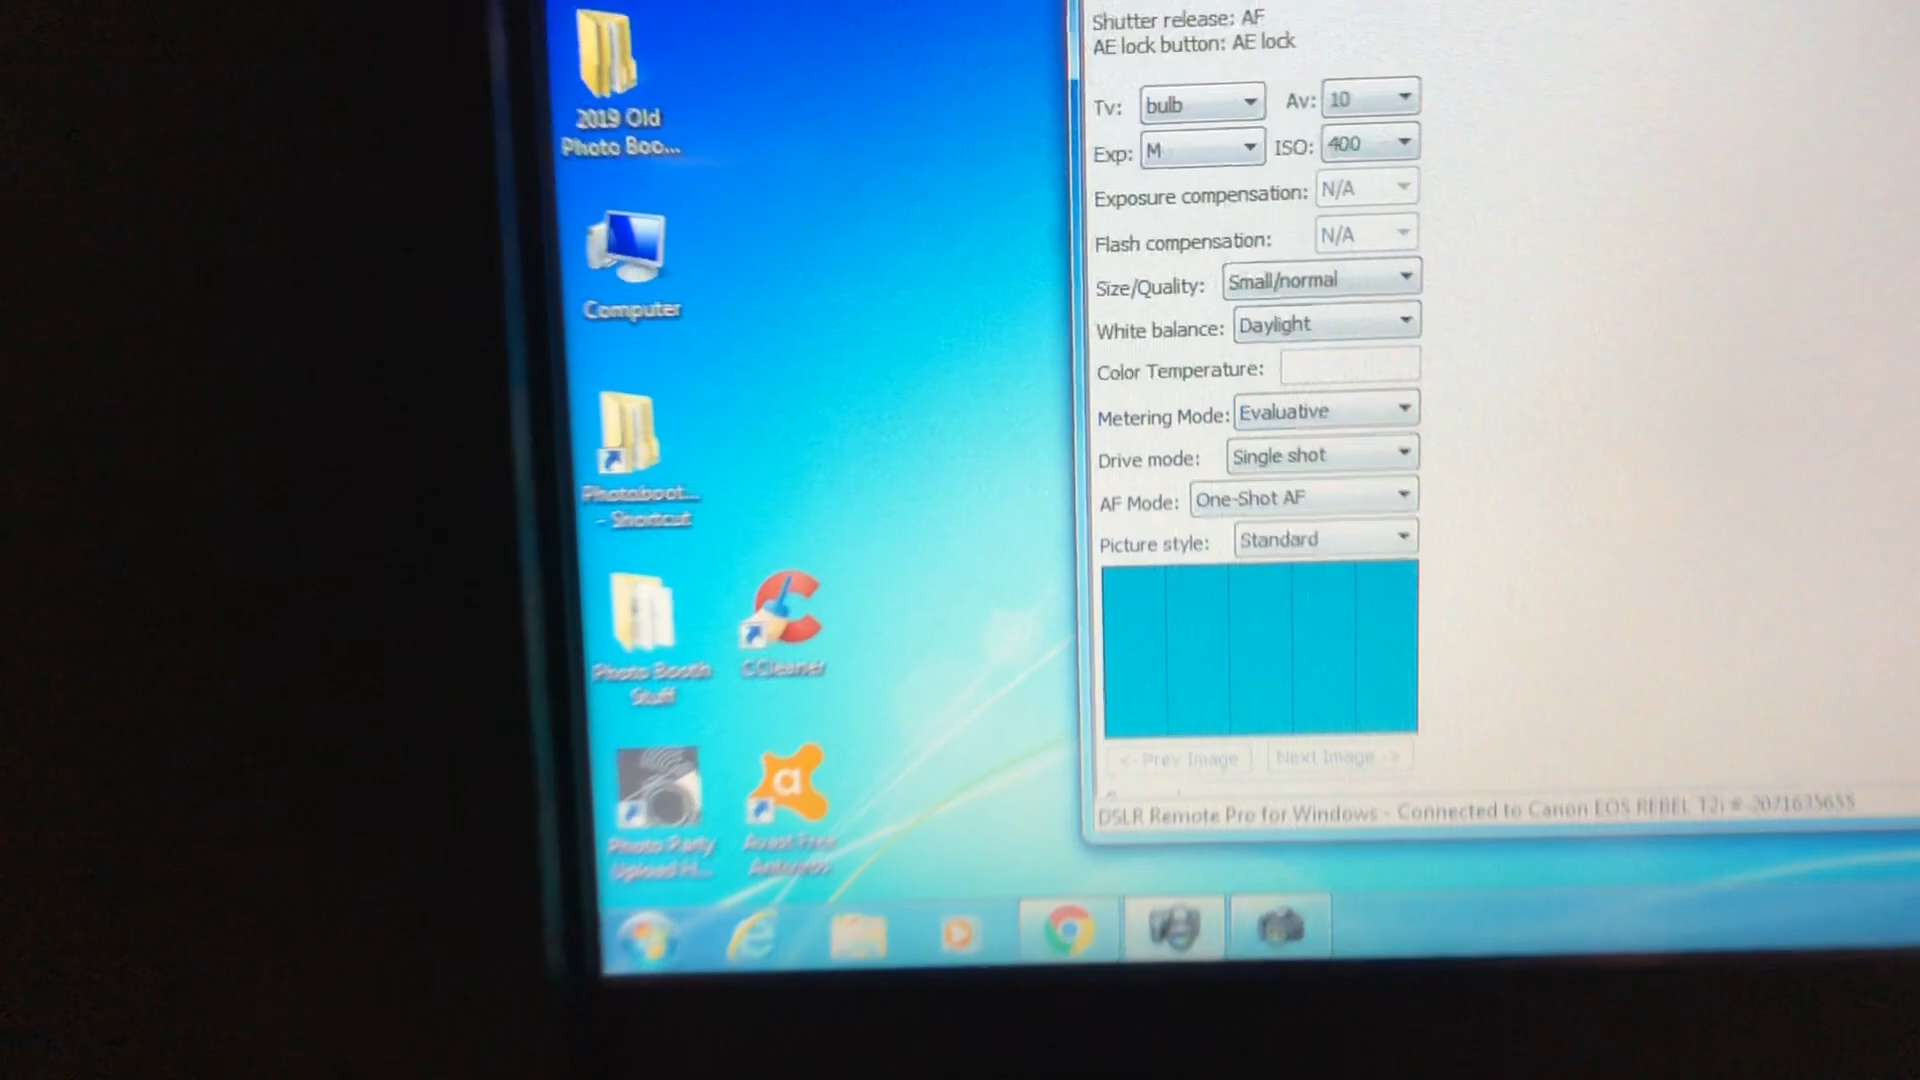 2019 Old
Photo Boo...
Computer
Photoboot...
- Shortcut
Photo Booth
Stuff
CCleaner
Photo Party
Upload H...
Avast Free
Antivirus
Shutter release: AF
AE lock button: AE lock
Tv: bulb Av: 10
Exp: M ISO: 400
Exposure compensation: N/A
Flash compensation: N/A
Size/Quality: Small/normal
White balance: Daylight
Color Temperature:
Metering Mode: Evaluative
Drive mode: Single shot
AF Mode: One-Shot AF
Picture style: Standard
<- Prev Image Next Image ->
DSLR Remote Pro for Windows - Connected to Canon EOS REBEL T2i # 2071635655